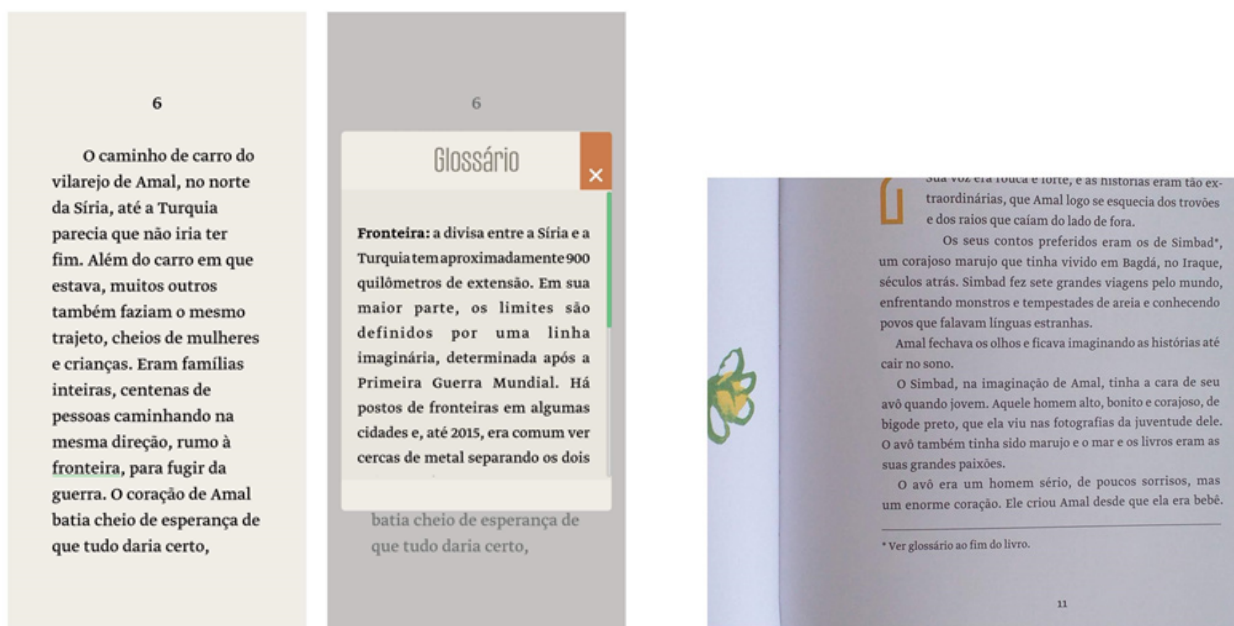 6
O caminho de carro do
vilarejo de Amal, no norte
da Síria, até a Turquia
parecia que não iria ter
fim. Além do carro em que
estava, muitos outros
também faziam o mesmo
trajeto, cheios de mulheres
e crianças. Eram famílias
inteiras, centenas de
pessoas caminhando na
mesma direção, rumo à
fronteira, para fugir da
guerra. O coração de Amal
batia cheio de esperança de
que tudo daria certo,
6
Glossário
×
Fronteira: a divisa entre a Síria e a
Turquia tem aproximadamente 900
quilômetros de extensão. Em sua
maior parte, os limites são
definidos por uma linha
imaginária, determinada após a
Primeira Guerra Mundial. Há
postos de fronteiras em algumas
cidades e, até 2015, era comum ver
cercas de metal separando os dois
batia cheio de esperança de
que tudo daria certo,
Sua voz era rouca e forte, e as histórias eram tão ex-
traordinárias, que Amal logo se esquecia dos trovões
e dos raios que caíam do lado de fora.
Os seus contos preferidos eram os de Simbad*,
um corajoso marujo que tinha vivido em Bagdá, no Iraque,
séculos atrás. Simbad fez sete grandes viagens pelo mundo,
enfrentando monstros e tempestades de areia e conhecendo
povos que falavam línguas estranhas.
Amal fechava os olhos e ficava imaginando as histórias até
cair no sono.
O Simbad, na imaginação de Amal, tinha a cara de seu
avô quando jovem. Aquele homem alto, bonito e corajoso, de
bigode preto, que ela viu nas fotografias da juventude dele.
O avô também tinha sido marujo e o mar e os livros eram as
suas grandes paixões.
O avô era um homem sério, de poucos sorrisos, mas
um enorme coração. Ele criou Amal desde que ela era bebê.
* Ver glossário ao fim do livro.
11